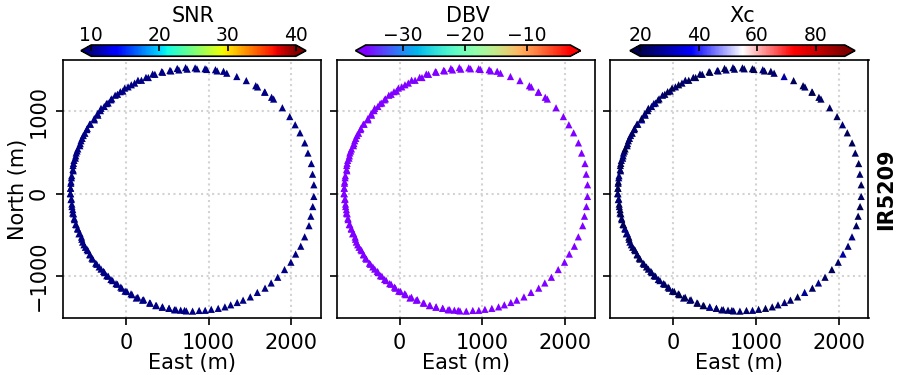 SNR DBV Xc
10 20 30 40 −30 −20 −10 20 40 60 80
1000
0
−1000
North (m)
IR5209
0 1000 2000 0 1000 2000 0 1000 2000
East (m) East (m) East (m)